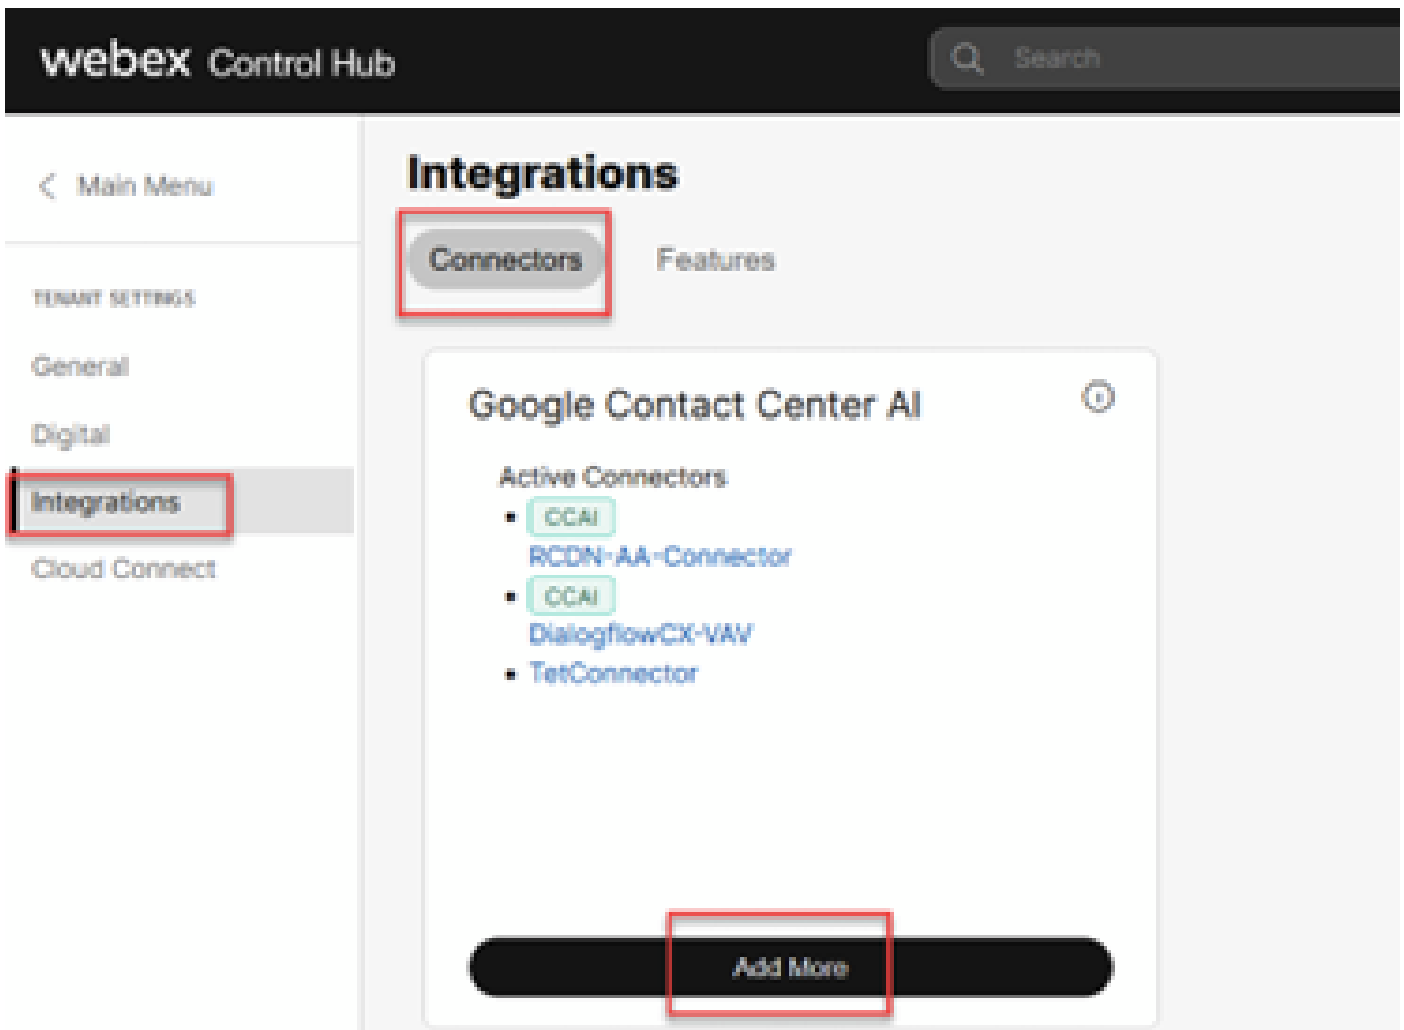 webex Control Hub
Search
Main Menu
TENANT SETTINGS
General
Digital
Integrations
Cloud Connect
Integrations
Connectors Features
Google Contact Center AI
Active Connectors
CCAI
RCDN-AA-Connector
CCAI
DialogflowCX-VAV
TetConnector
Add More